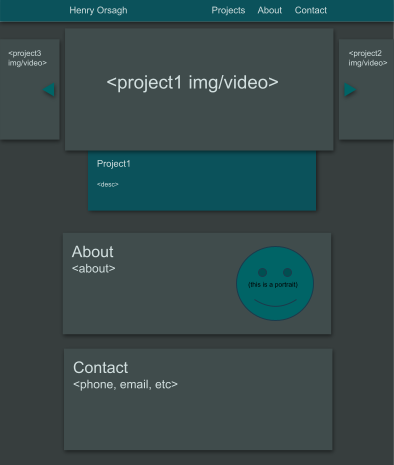 Henry Orsagh
Projects
About
Contact
<project3
img/video>
<project1 img/video>
<project2
img/video>
Project1
<desc>
About
<about>
(this is a portrait)
Contact
<phone, email, etc>